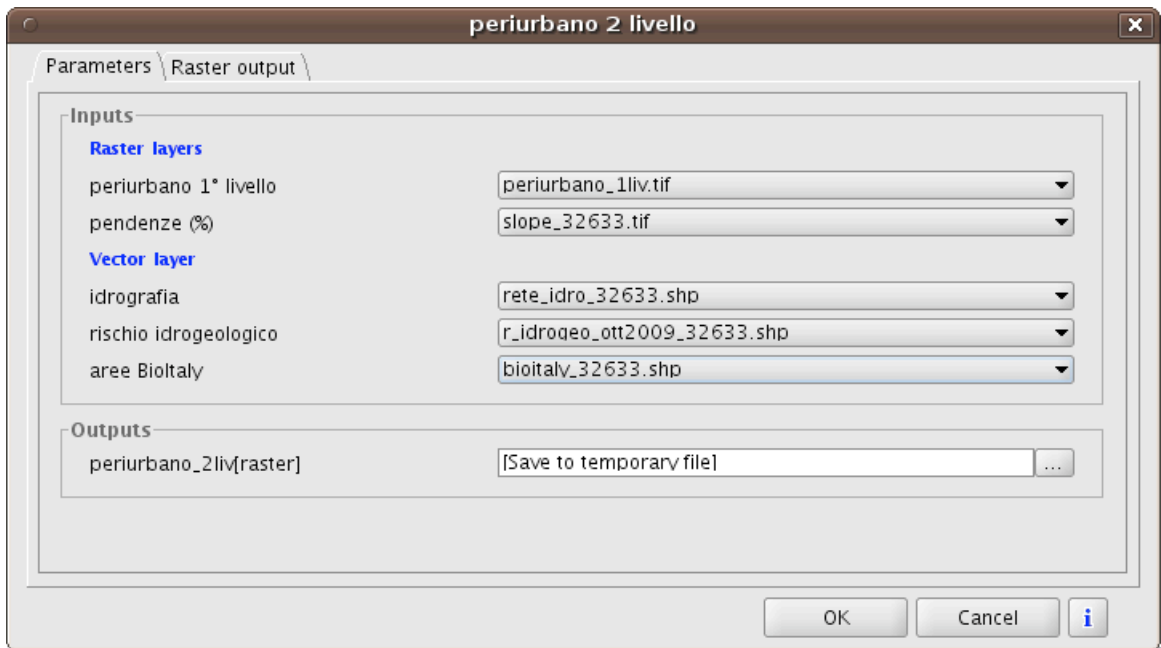 periurbano 2 livello
Parameters Raster output
Inputs
Raster layers
periurbano 1° livello periurbano_1liv.tif
pendenze (%) slope_32633.tif
Vector layer
idrografia rete_idro_32633.shp
rischio idrogeologico r_idrogeo_ott2009_32633.shp
aree BioItaly bioitaly_32633.shp
Outputs
periurbano_2liv[raster] [Save to temporary file] ...
OK Cancel i